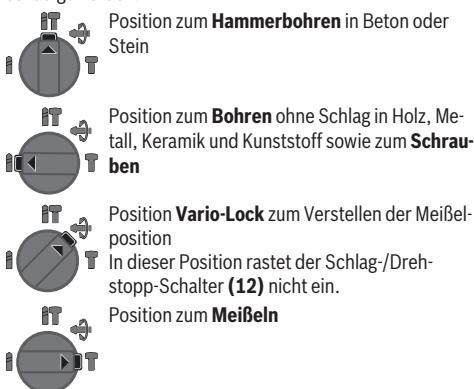 Position zum Hammerbohren in Beton oder
Stein
Position zum Bohren ohne Schlag in Holz, Me-
tall, Keramik und Kunststoff sowie zum Schrau-
ben
Position Vario-Lock zum Verstellen der Meißel-
position
In dieser Position rastet der Schlag-/Dreh-
stopp-Schalter (12) nicht ein.
Position zum Meißeln